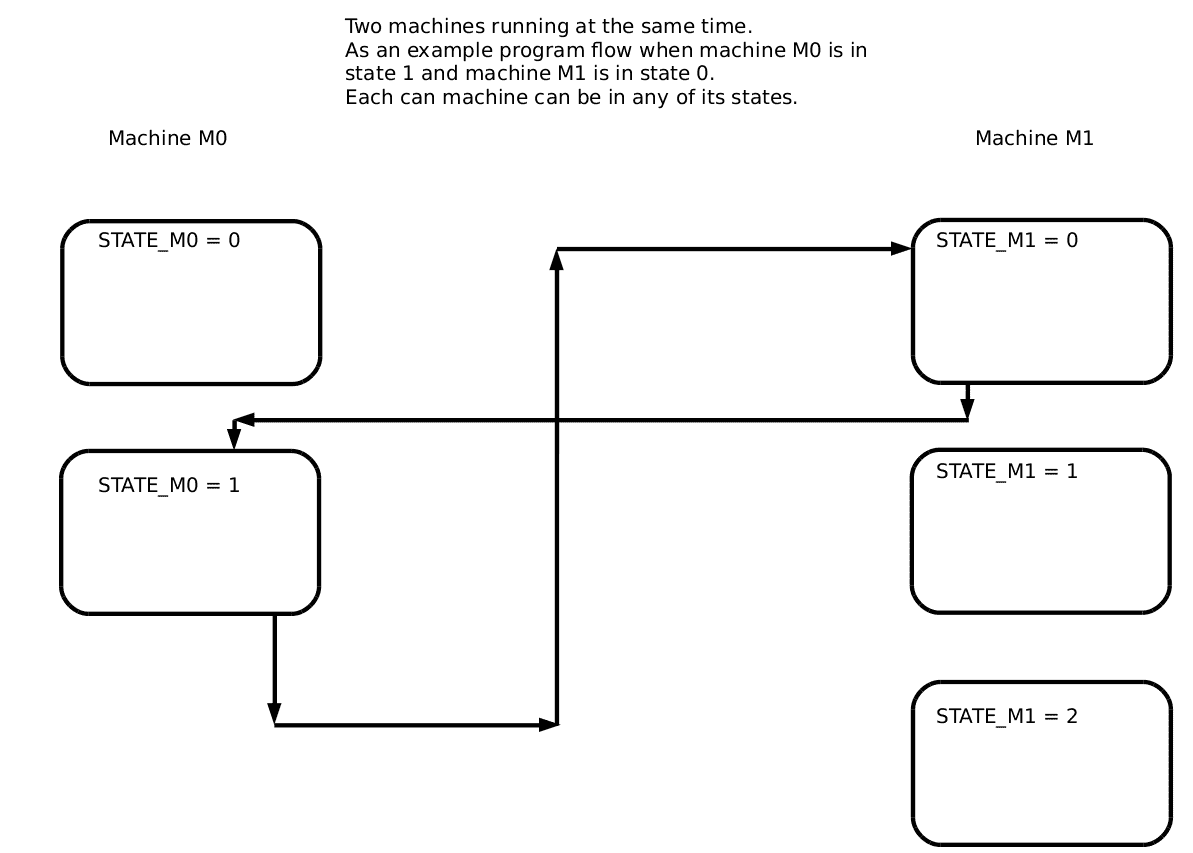 Two machines running at the same time.
As an example program flow when machine M0 is in
state 1 and machine M1 is in state 0.
Each can machine can be in any of its states.
Machine M0
Machine M1
STATE_M0 = 0
STATE_M1 = 0
STATE_M0 = 1
STATE_M1 = 1
STATE_M1 = 2